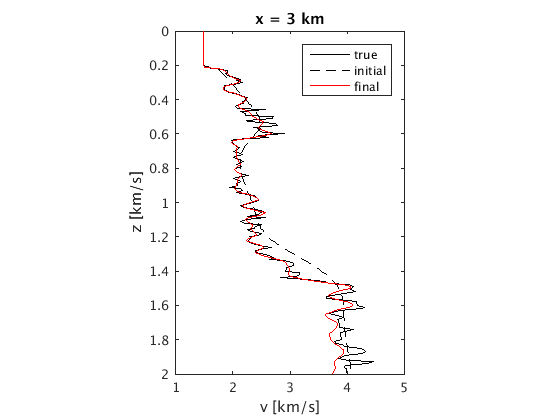 x = 3 km
0
0.2
0.4
0.6
0.8
1
1.2
1.4
1.6
1.8
2
z [km/s]
true
initial
final
1 2 3 4 5
v [km/s]